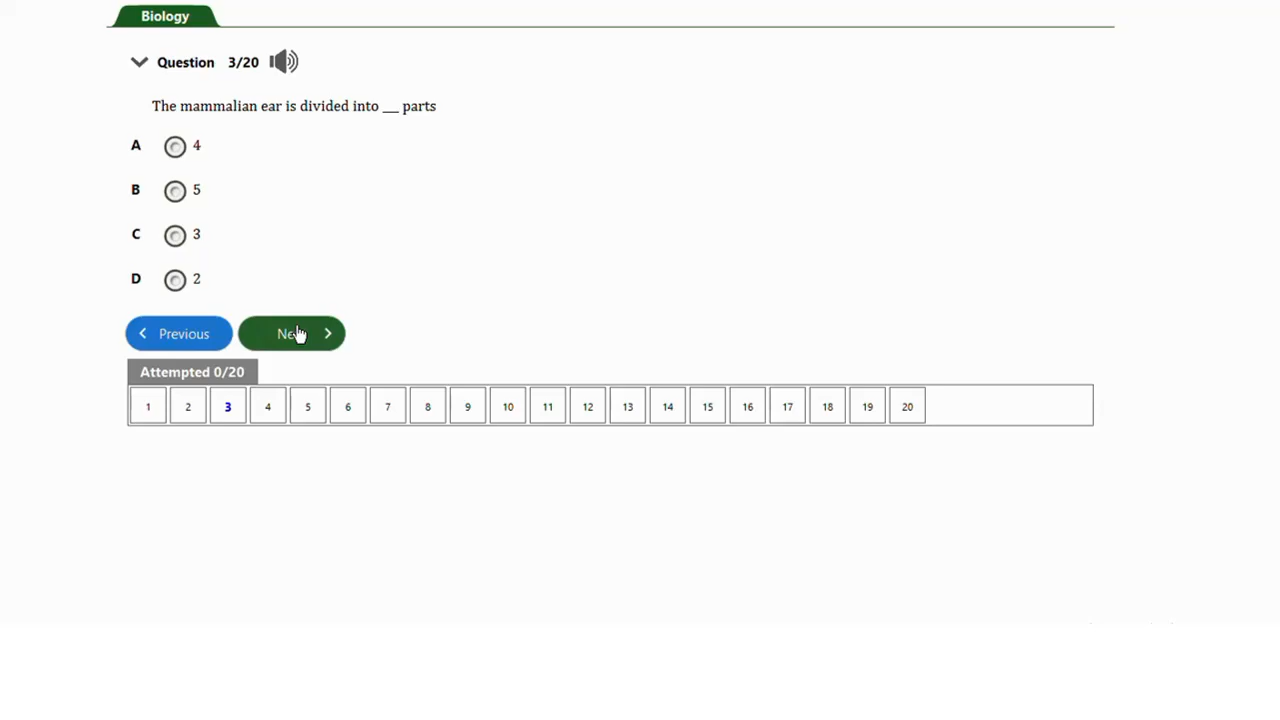 Biology
Question 3/20
The mammalian ear is divided into __ parts
A 4
B 5
C 3
D 2
Previous Ne
Attempted 0/20
1 2 3 4 5 6 7 8 9 10 11 12 13 14 15 16 17 18 19 20